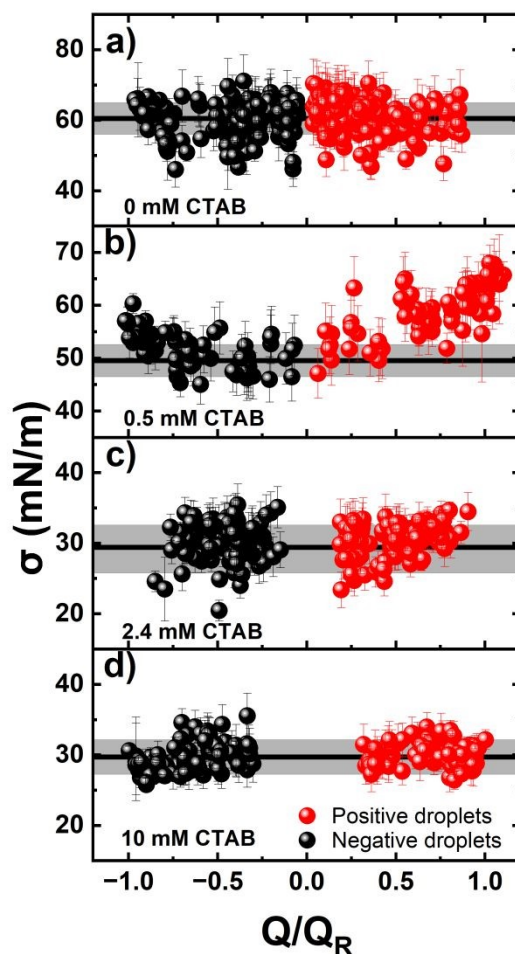 a)
80
60
40
0 mM CTAB
b)
70
60
50
40
0.5 mM CTAB
c)
40
30
20
2.4 mM CTAB
d)
40
30
20
10 mM CTAB
Positive droplets
Negative droplets
σ (mN/m)
−1.0 −0.5 0.0 0.5 1.0
Q/Q_R